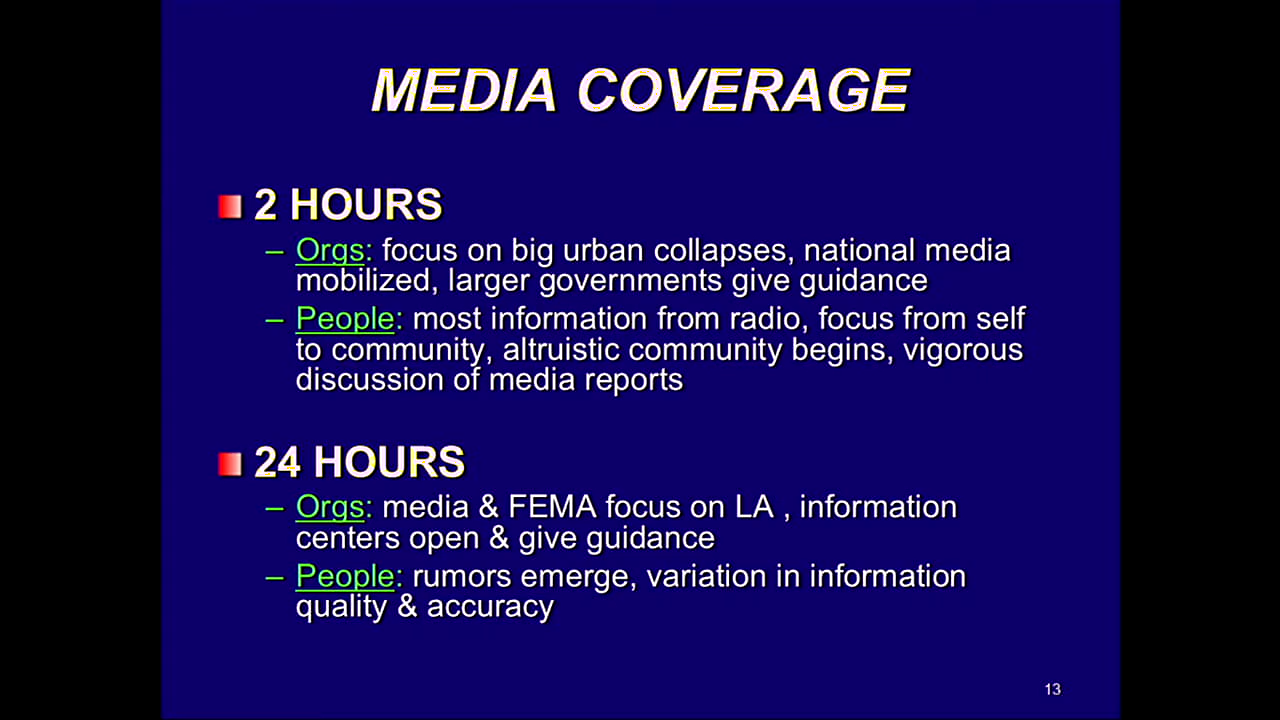 MEDIA COVERAGE
2 HOURS
– Orgs: focus on big urban collapses, national media
mobilized, larger governments give guidance
– People: most information from radio, focus from self
to community, altruistic community begins, vigorous
discussion of media reports
24 HOURS
– Orgs: media & FEMA focus on LA , information
centers open & give guidance
– People: rumors emerge, variation in information
quality & accuracy
13